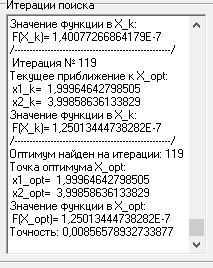 Итерации поиска
Значение функции в X_k:
F(X_k)= 1,40077266864179E-7
/---------------------------------------/
Итерация № 119
Текущее приближение к X_opt:
x1_k= 1,99964642798505
x2_k= 3,99858636133829
Значение функции в X_k:
F(X_k)= 1,25013444738282E-7
/---------------------------------------/
Оптимум найден на итерации: 119
Точка оптимума X_opt:
x1_opt= 1,99964642798505
x2_opt= 3,99858636133829
Значение функции в X_opt:
F(X_opt)= 1,25013444738282E-7
Точность: 0,00856578932733877